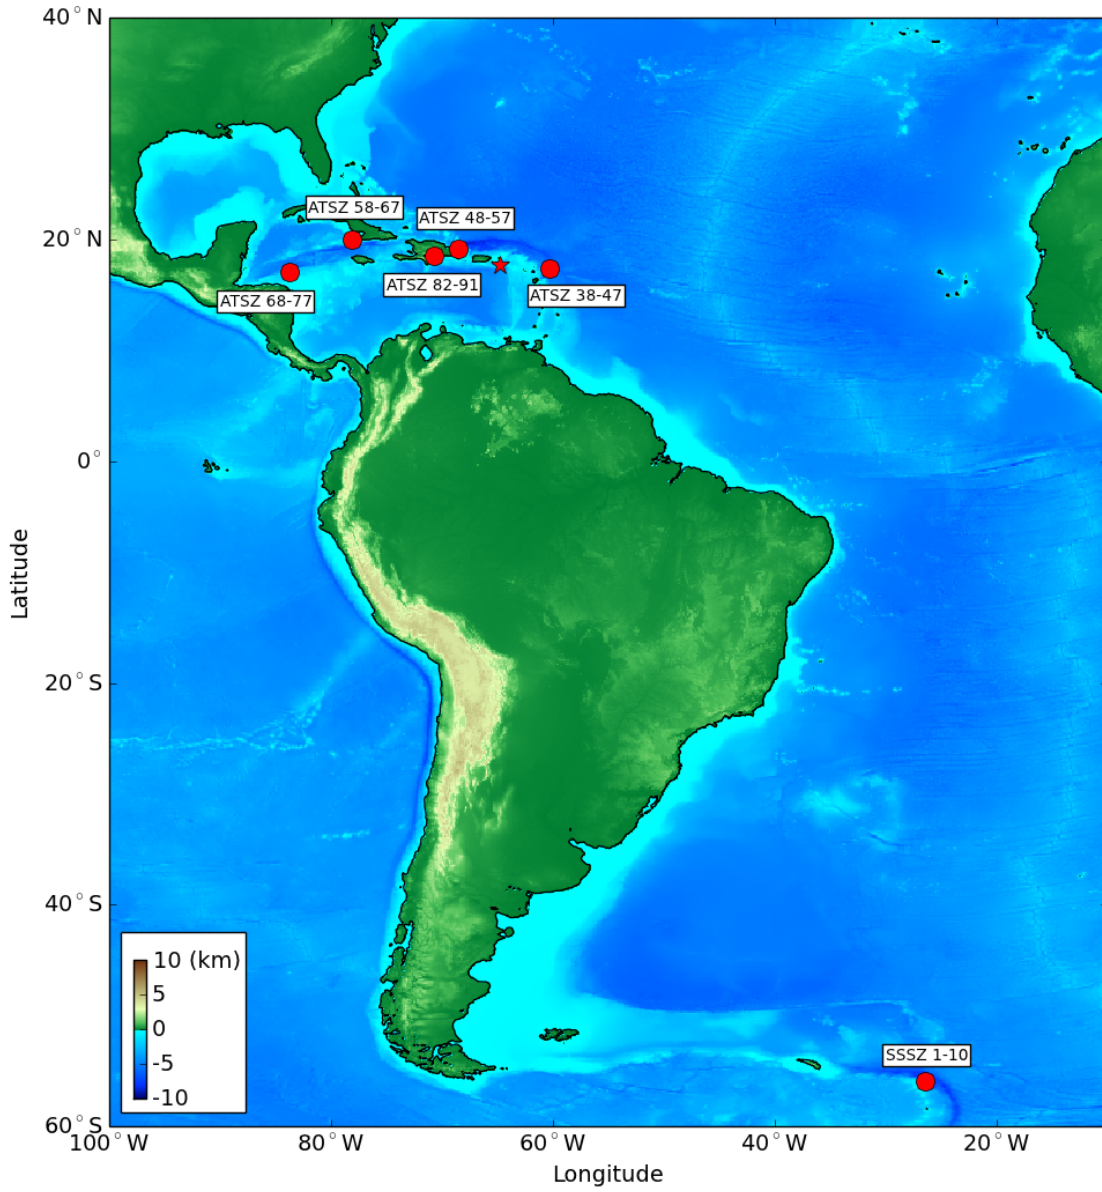 40°N
ATSZ 58-67
ATSZ 48-57
20°N
ATSZ 82-91
ATSZ 38-47
ATSZ 68-77
0°
Latitude
20°S
40°S
10 (km)
5
0
-5
-10
SSSZ 1-10
60°S
100°W 80°W 60°W 40°W 20°W
Longitude